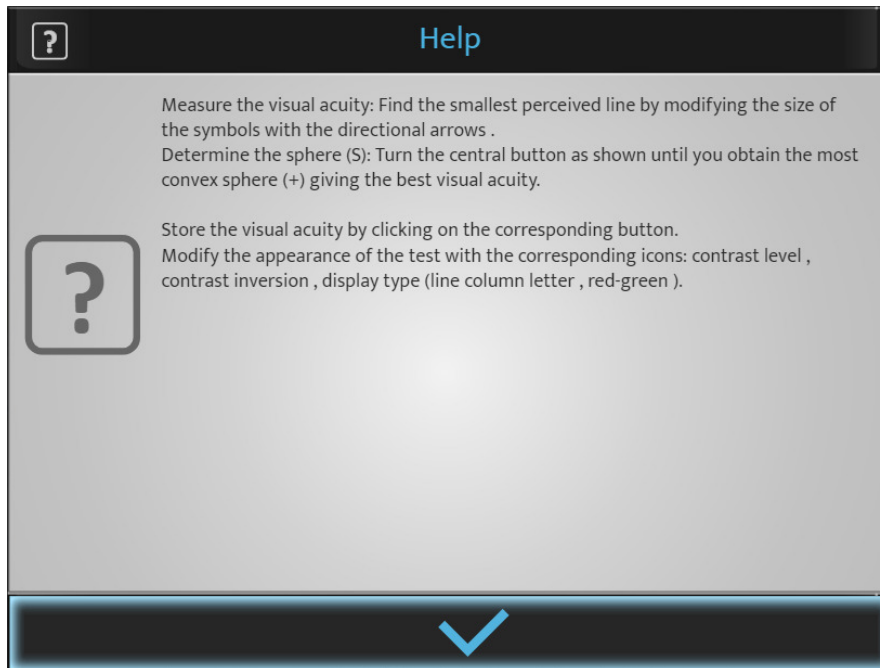 Help
Measure the visual acuity: Find the smallest perceived line by modifying the size of
the symbols with the directional arrows .
Determine the sphere (S): Turn the central button as shown until you obtain the most
convex sphere (+) giving the best visual acuity.
Store the visual acuity by clicking on the corresponding button.
Modify the appearance of the test with the corresponding icons: contrast level ,
contrast inversion , display type (line column letter , red-green ).